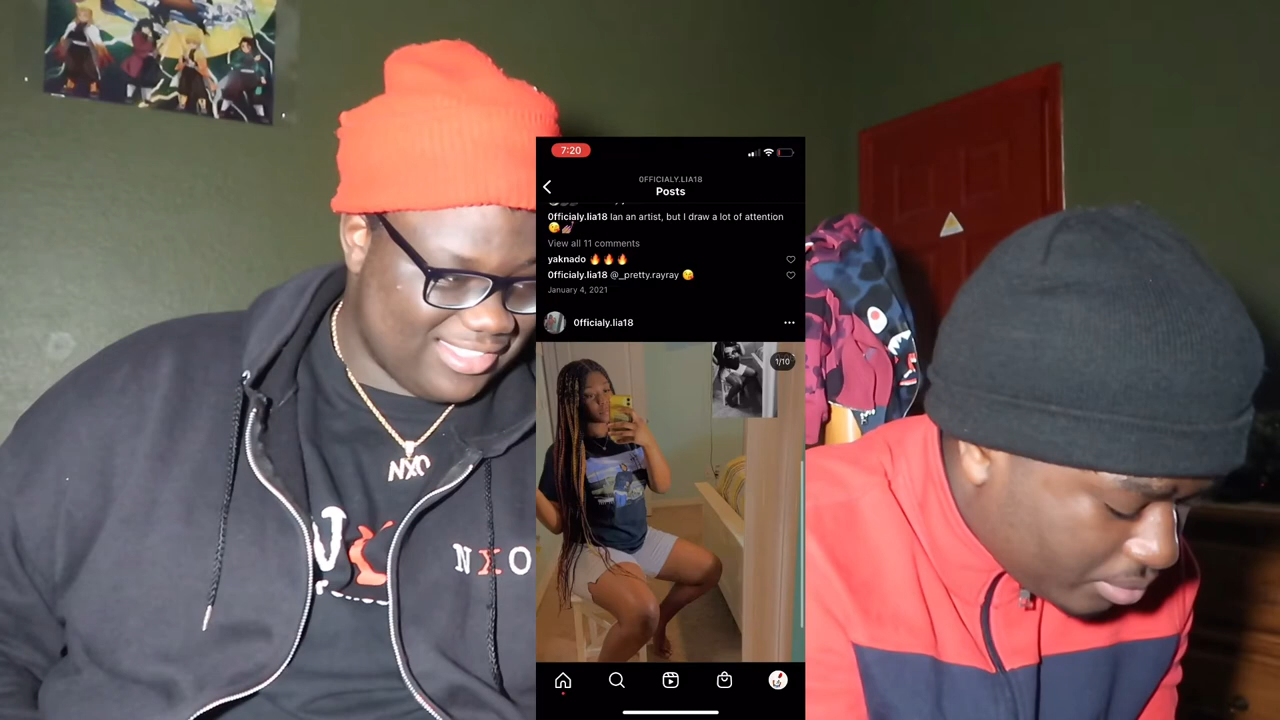 7:20
0FFICIALY.LIA18
Posts
0fficialy.lia18 Ian an artist, but I draw a lot of attention
😘💅🏽
View all 11 comments
yaknado 🔥🔥🔥
0fficialy.lia18 @_pretty.rayray 😘
January 4, 2021
0fficialy.lia18
1/10
NXO
NXO